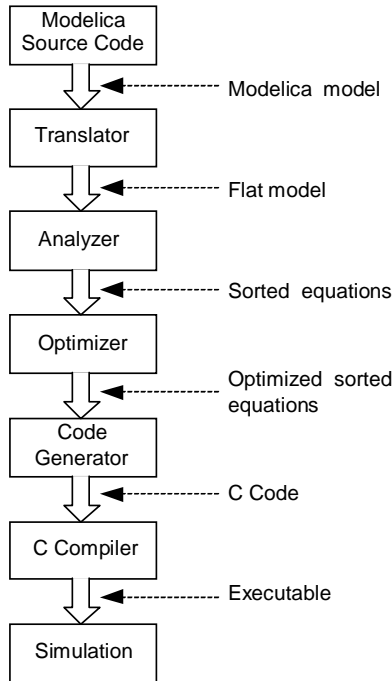 Modelica
Source Code
Modelica model
Translator
Flat model
Analyzer
Sorted equations
Optimizer
Optimized sorted
equations
Code
Generator
C Code
C Compiler
Executable
Simulation